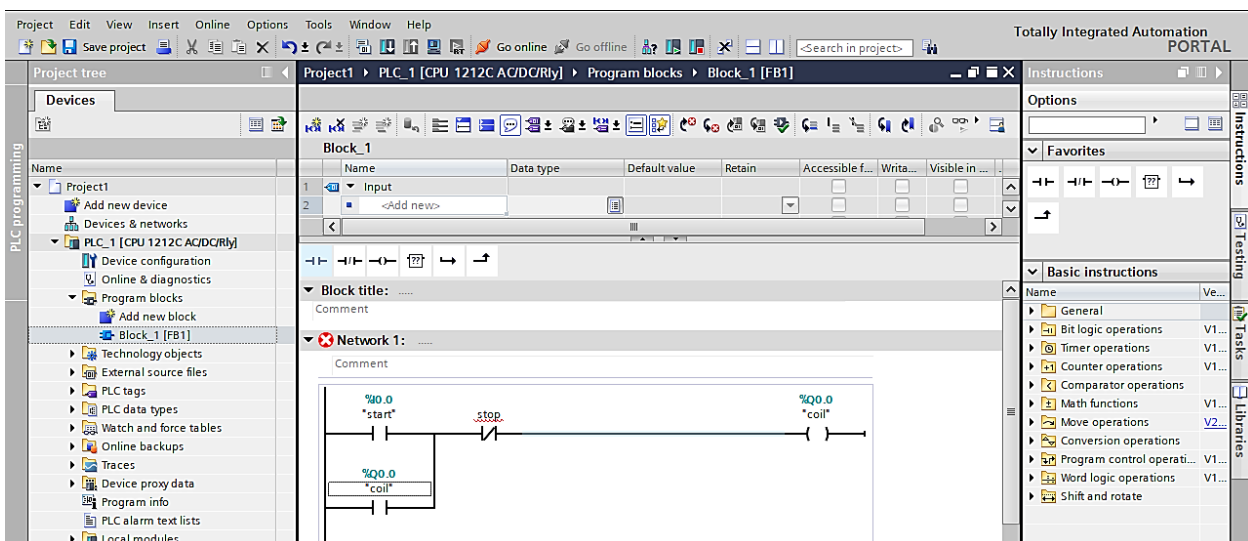 Project Edit View Insert Online Options Tools Window Help
Totally Integrated Automation
PORTAL
Save project
Go online
Go offline
<Search in project>
Project tree
Project1 PLC_1 [CPU 1212C AC/DC/Rly] Program blocks Block_1 [FB1]
Instructions
Devices
Options
PLC programming
Block_1
Name
Name Data type Default value Retain Accessible f... Writa... Visible in ...
Favorites
Project1
Add new device
Devices & networks
PLC_1 [CPU 1212C AC/DC/Rly]
Device configuration
Online & diagnostics
Program blocks
Add new block
Block_1 [FB1]
Technology objects
External source files
PLC tags
PLC data types
Watch and force tables
Online backups
Traces
Device proxy data
Program info
PLC alarm text lists
Local modules
1 Input
2 <Add new>
Block title: .....
Comment
Network 1: .....
Comment
%I0.0
"start"
stop
%Q0.0
"coil"
%Q0.0
"coil"
Basic instructions
Name Ve...
General
Bit logic operations V1...
Timer operations V1...
Counter operations V1...
Comparator operations
Math functions V1...
Move operations V2...
Conversion operations
Program control operati... V1...
Word logic operations V1...
Shift and rotate
Instructions
Testing
Tasks
Libraries